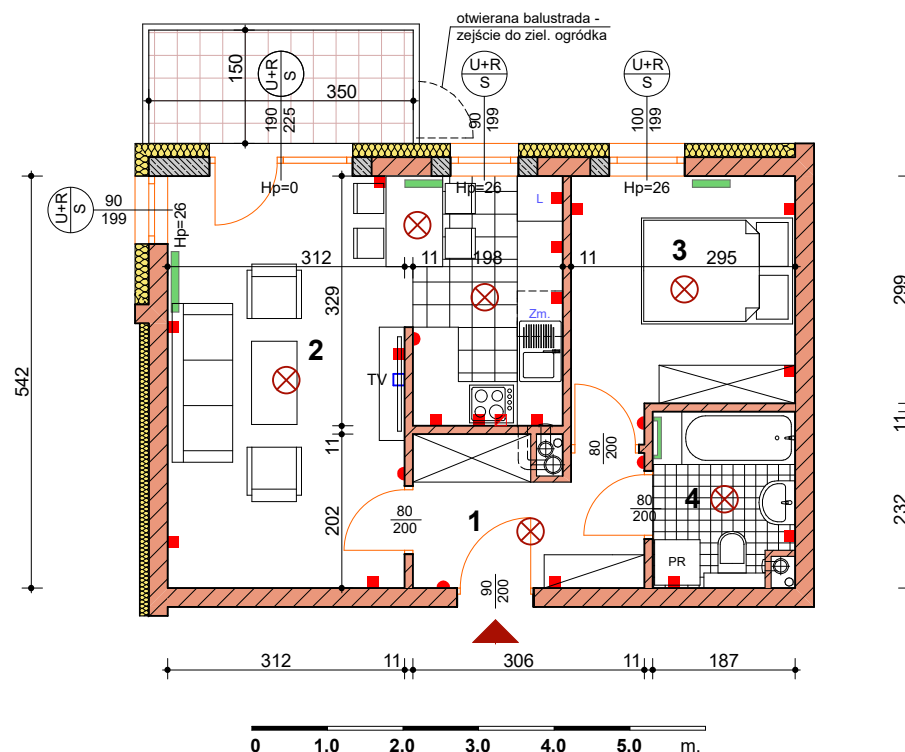 otwierana balustrada -
zejście do ziel. ogródka
U+R
S
U+R
S
U+R
S
150
350
190
225
90
199
100
199
Hp=0
Hp=26
Hp=26
U+R
S
90
199
Hp=26
L
3
312
11
198
11
295
329
299
Zm.
2
TV
542
11
11
80
200
202
80
200
1
80
200
4
232
PR
90
200
312
11
306
11
187
0
1.0
2.0
3.0
4.0
5.0
m.